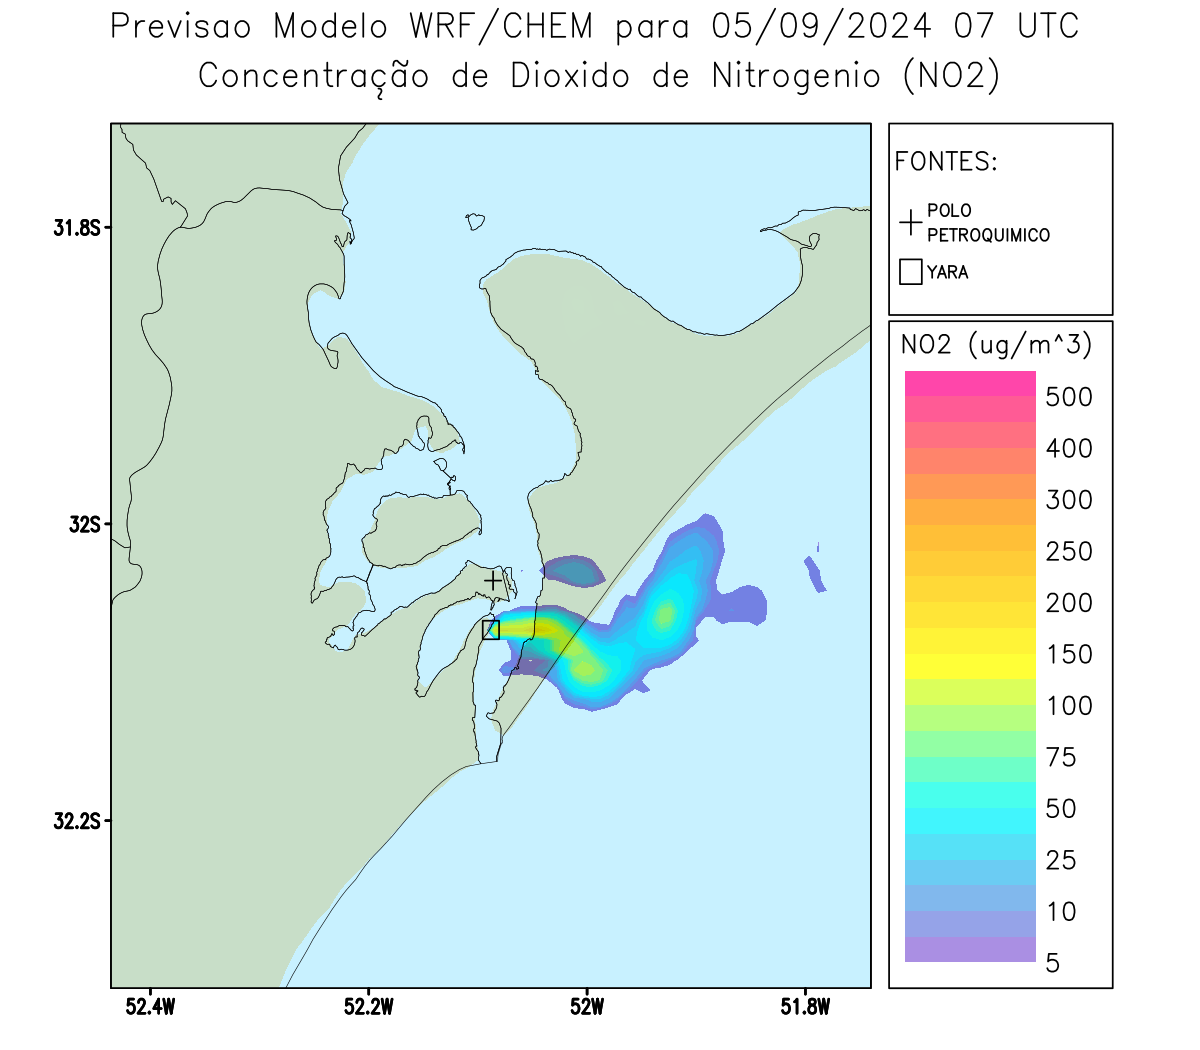 Previsao Modelo WRF/CHEM para 05/09/2024 07 UTC
Concentração de Dioxido de Nitrogenio (NO2)
FONTES:
POLO
PETROQUIMICO
YARA
NO2 (ug/m^3)
500
400
300
250
200
150
100
75
50
25
10
5
31.8S
32S
32.2S
52.4W
52.2W
52W
51.8W